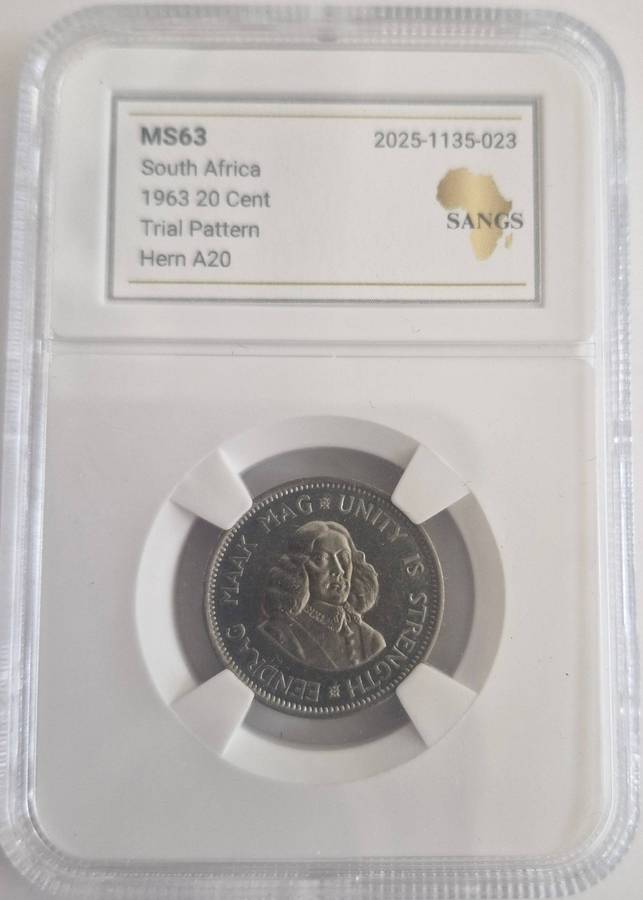 MS63
2025-1135-023
South Africa
1963 20 Cent
Trial Pattern
Hern A20
SANGS
EENDRAG MAAK MAG * UNITY IS STRENGTH *